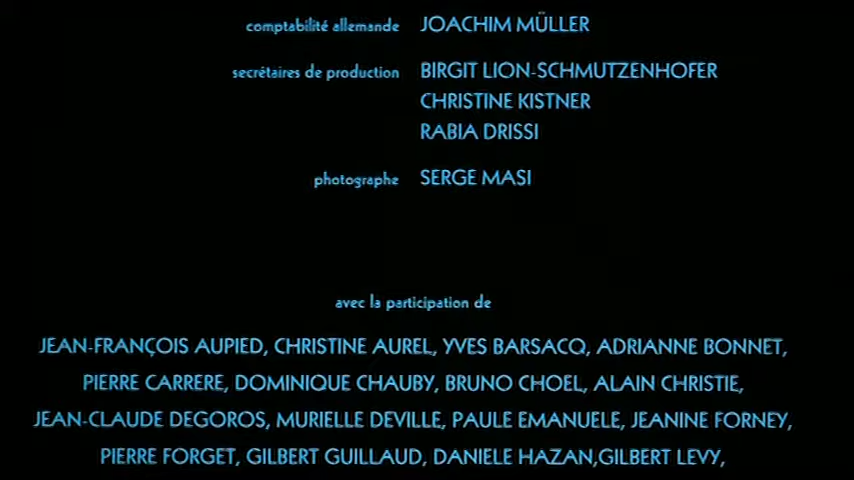 comptabilité allemande JOACHIM MÜLLER
secrétaires de production BIRGIT LION-SCHMUTZENHOFER
CHRISTINE KISTNER
RABIA DRISSI
photographe SERGE MASI
avec la participation de
JEAN-FRANÇOIS AUPIED, CHRISTINE AUREL, YVES BARSACQ, ADRIANNE BONNET,
PIERRE CARRERE, DOMINIQUE CHAUBY, BRUNO CHOEL, ALAIN CHRISTIE,
JEAN-CLAUDE DEGOROS, MURIELLE DEVILLE, PAULE EMANUELE, JEANINE FORNEY,
PIERRE FORGET, GILBERT GUILLAUD, DANIELE HAZAN,GILBERT LEVY,